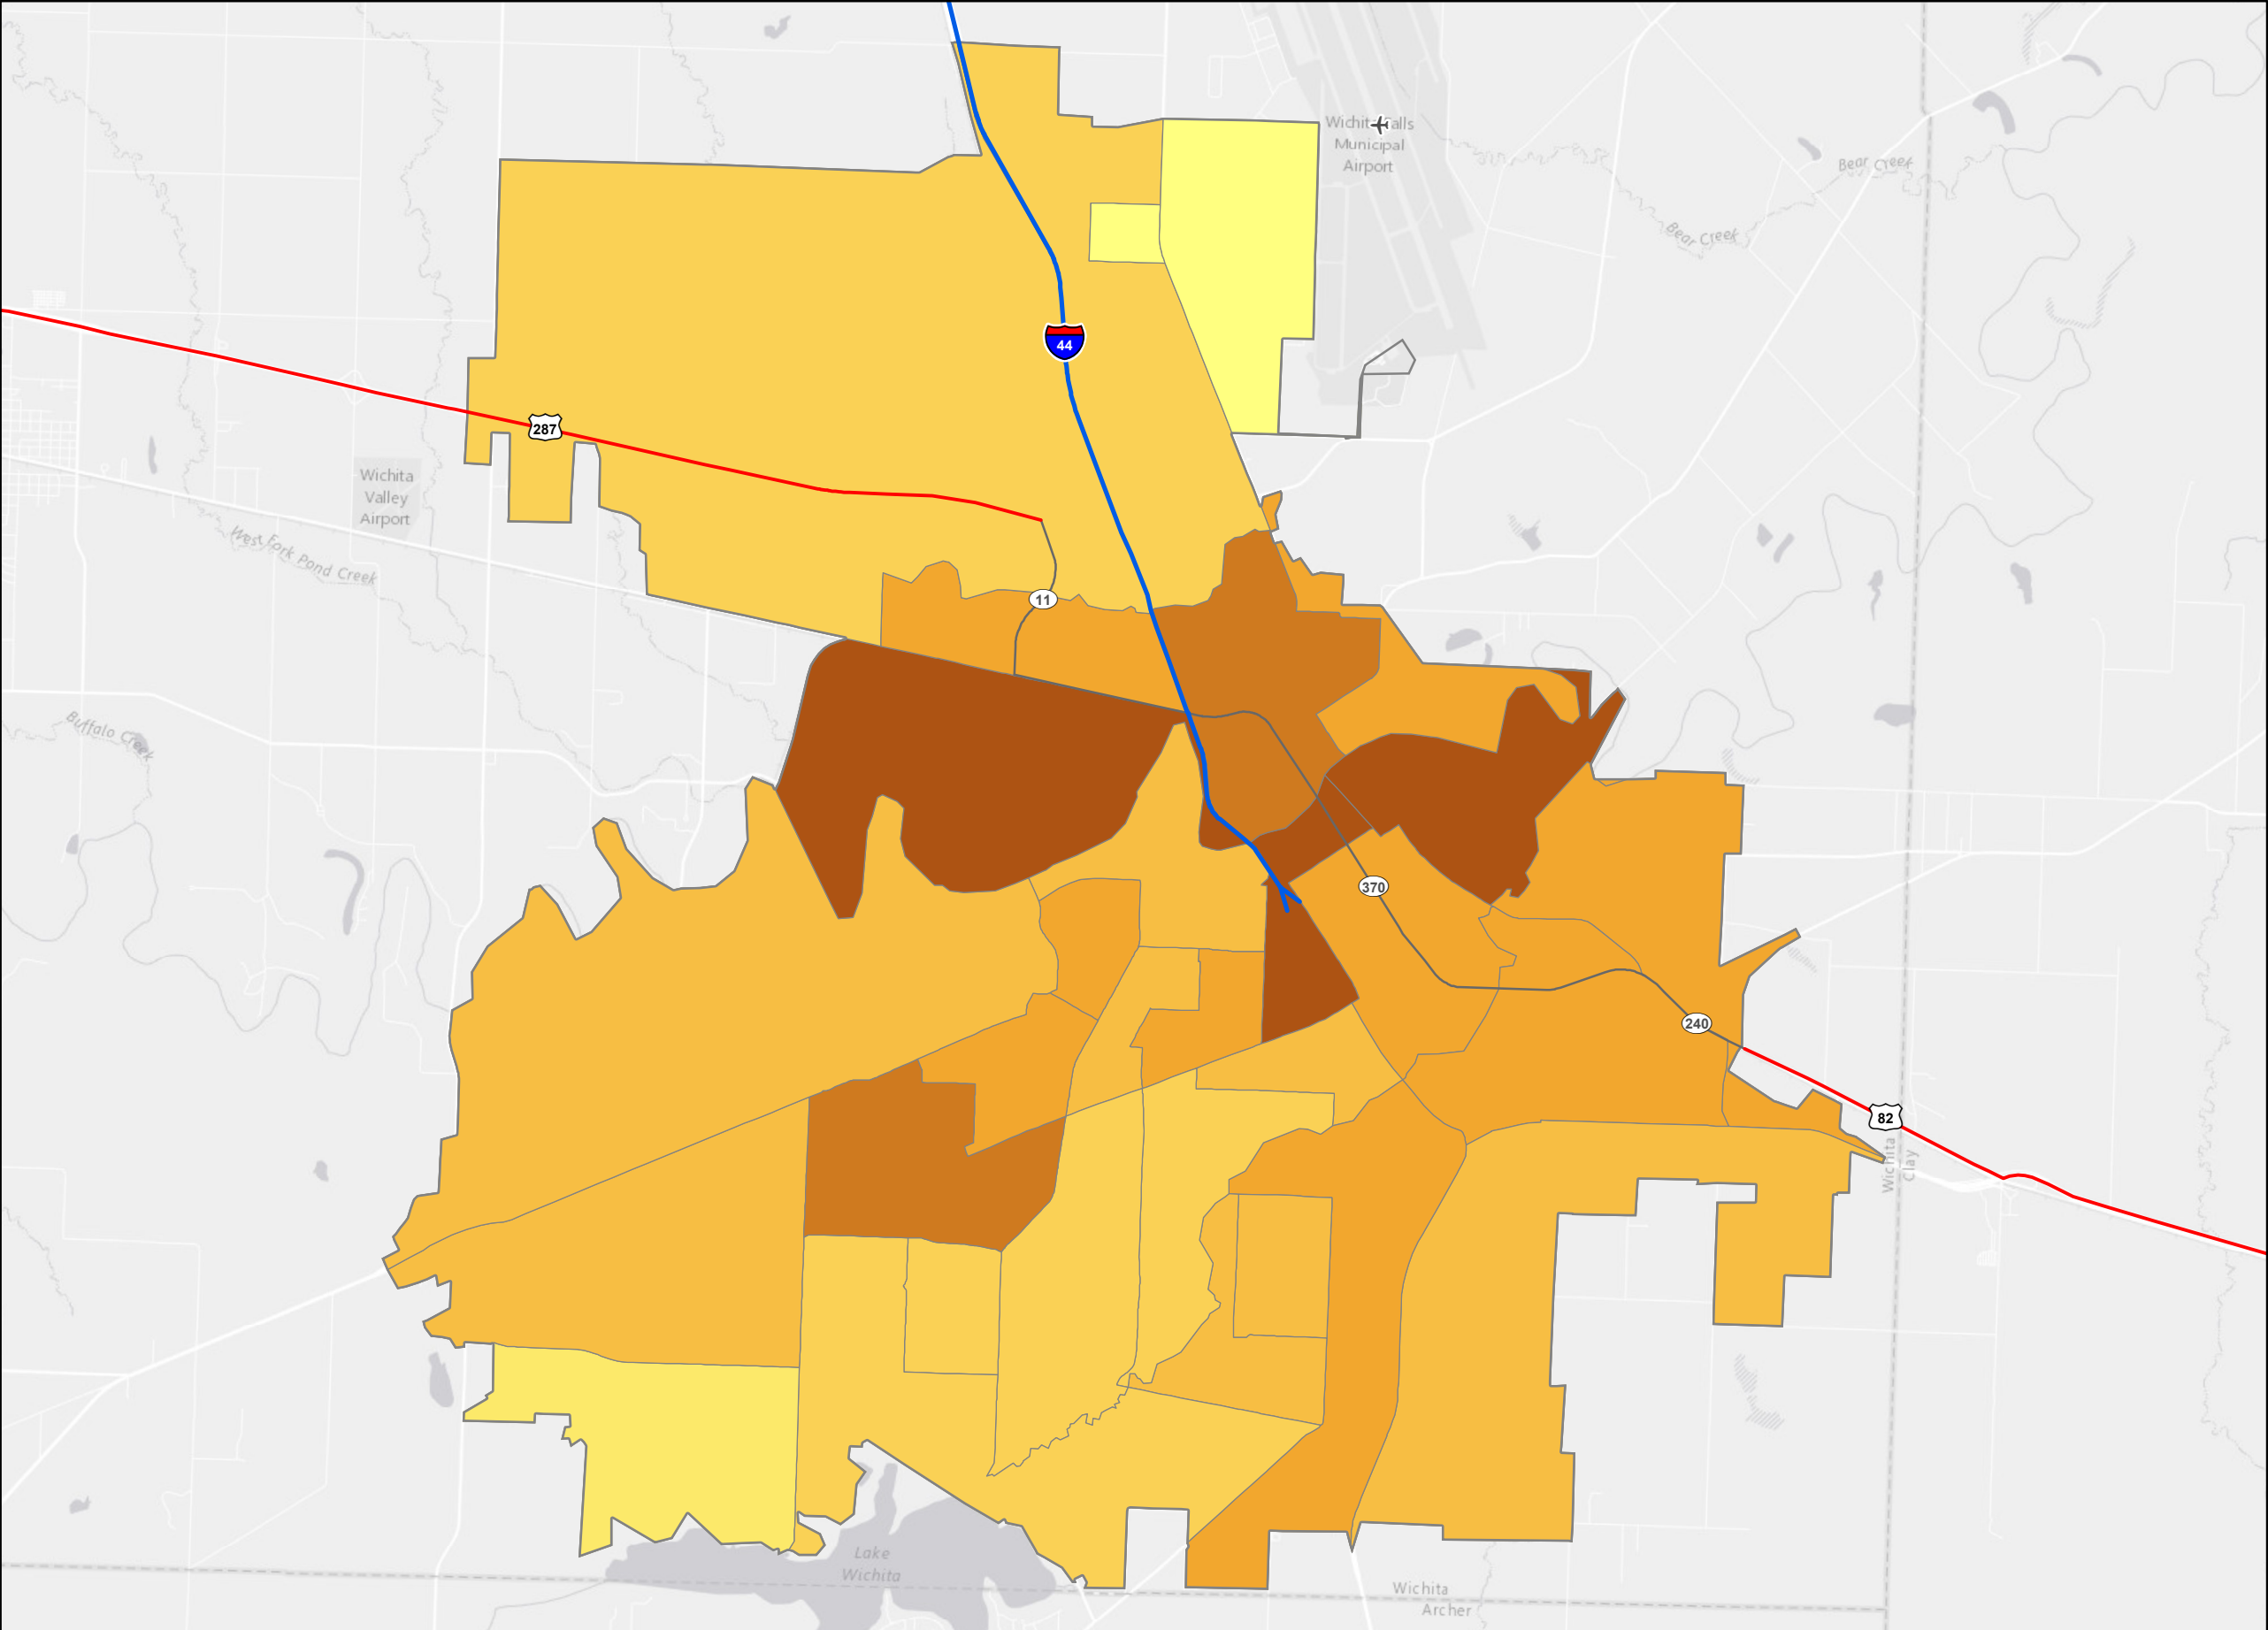 Wichita Falls
Municipal
Airport
Bear Creek
Bear Creek
44
287
Wichita
Valley
Airport
West Fork Pond Creek
11
Buffalo Creek
370
240
82
Wichita
Clay
Lake
Wichita
Wichita
Archer